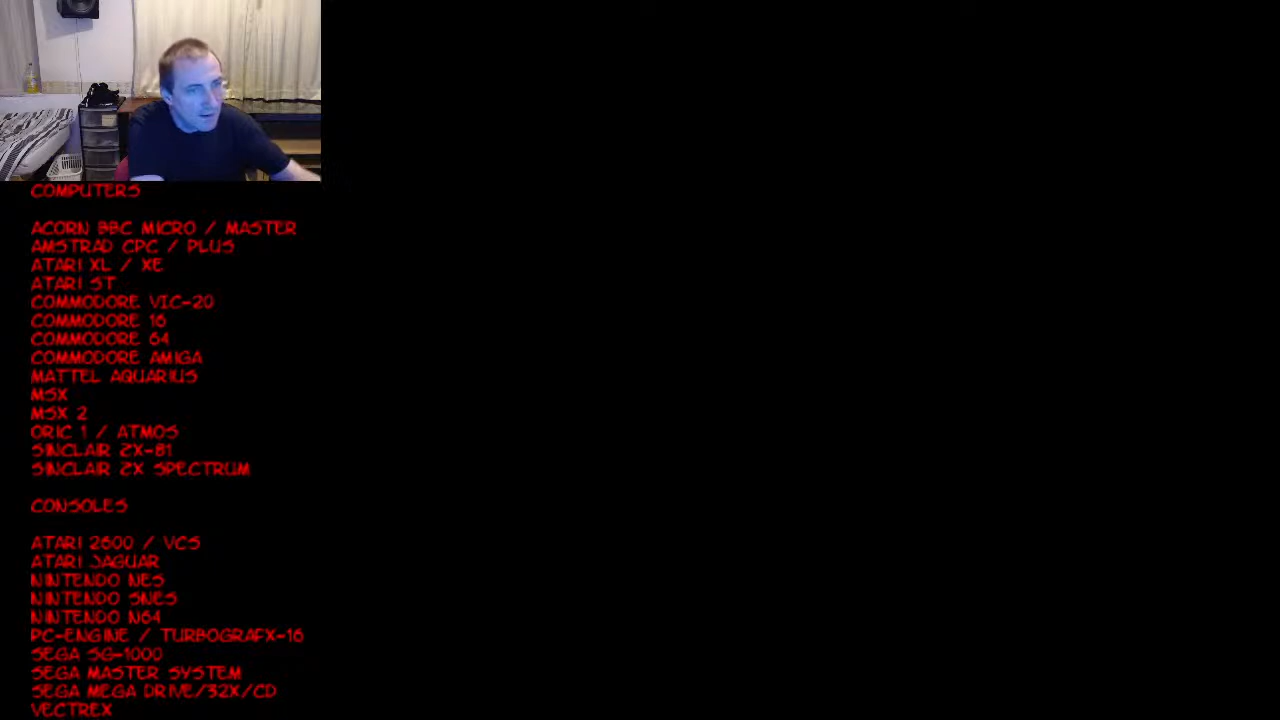 COMPUTERS
ACORN BBC MICRO / MASTER
AMSTRAD CPC / PLUS
ATARI XL / XE
ATARI ST
COMMODORE VIC-20
COMMODORE 16
COMMODORE 64
COMMODORE AMIGA
MATTEL AQUARIUS
MSX
MSX 2
ORIC 1 / ATMOS
SINCLAIR ZX-81
SINCLAIR ZX SPECTRUM
CONSOLES
ATARI 2600 / VCS
ATARI JAGUAR
NINTENDO NES
NINTENDO SNES
NINTENDO N64
PC-ENGINE / TURBOGRAFX-16
SEGA SG-1000
SEGA MASTER SYSTEM
SEGA MEGA DRIVE/32X/CD
VECTREX